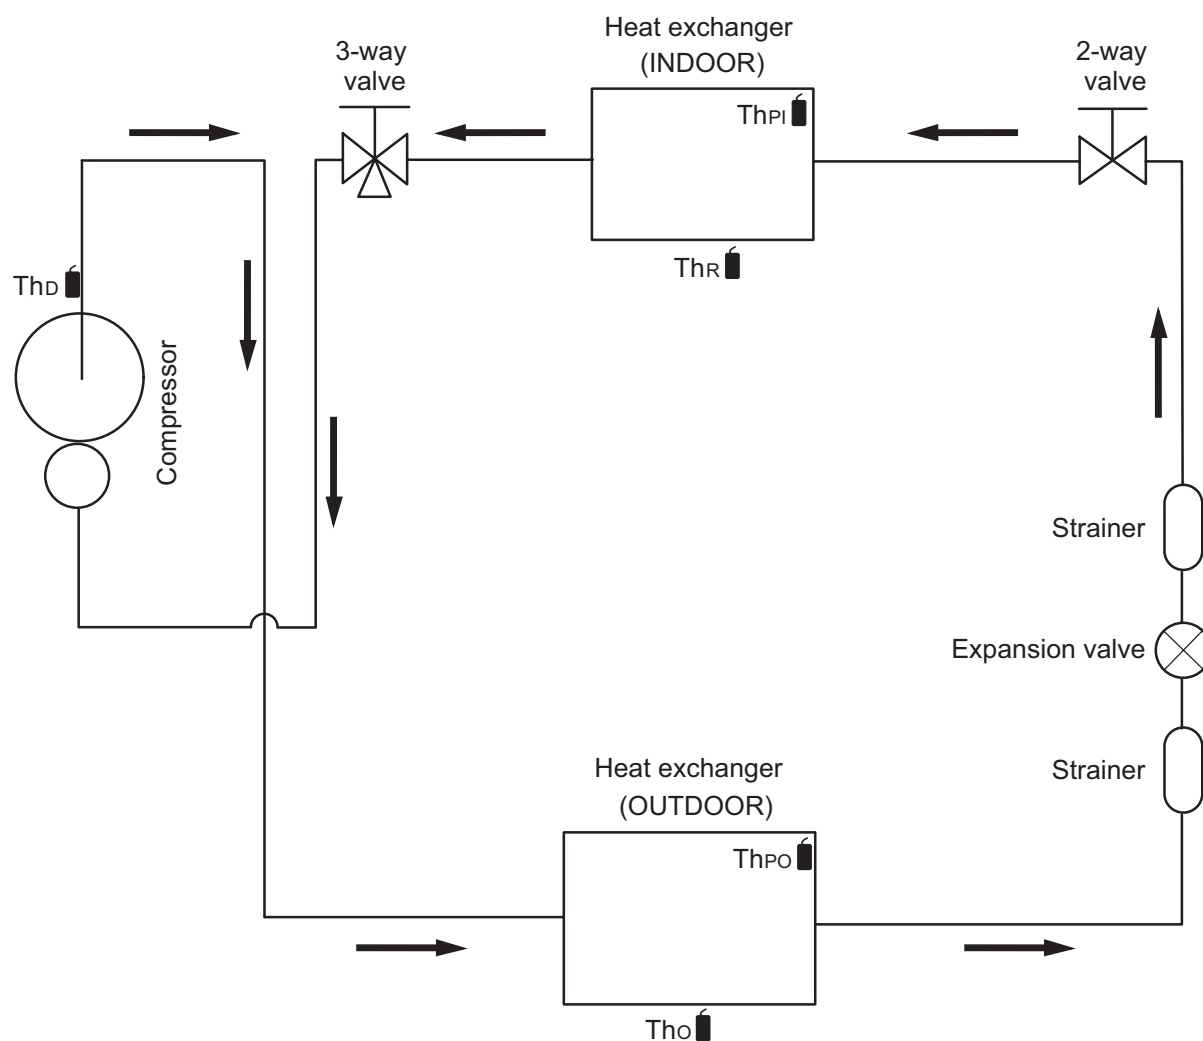 Heat exchanger
(INDOOR)
3-way
valve
2-way
valve
ThPI
ThR
ThD
Compressor
Strainer
Expansion valve
Strainer
Heat exchanger
(OUTDOOR)
ThPO
ThO